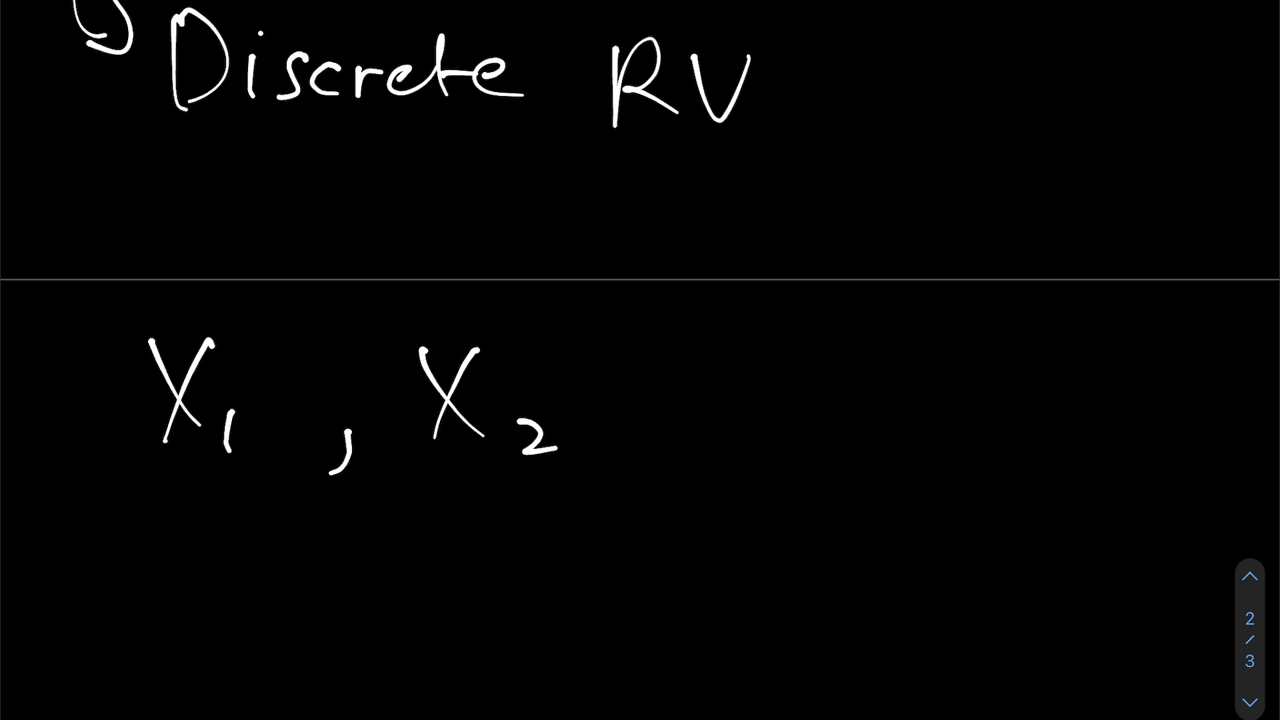 Discrete RV
X₁ , X₂
2
/
3